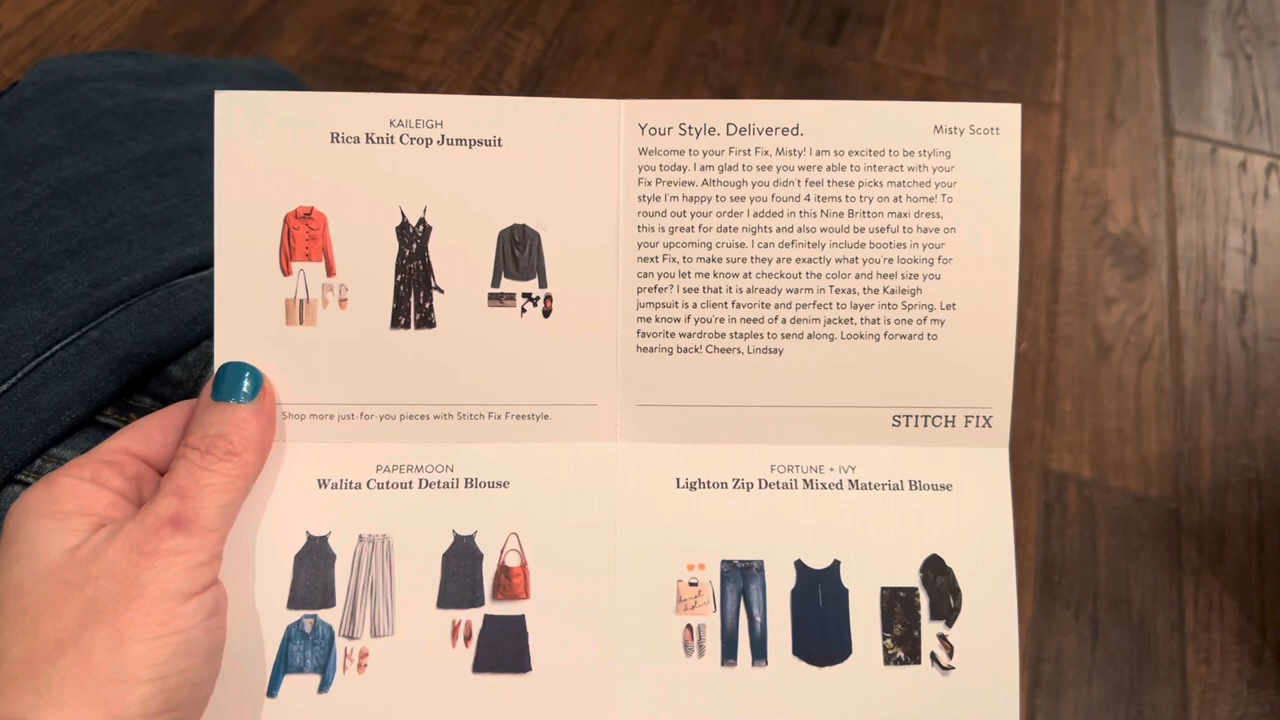 KAILEIGH
Rica Knit Crop Jumpsuit
Shop more just-for-you pieces with Stitch Fix Freestyle.
Your Style. Delivered.
Misty Scott
Welcome to your First Fix, Misty! I am so excited to be styling
you today. I am glad to see you were able to interact with your
Fix Preview. Although you didn't feel these picks matched your
style I'm happy to see you found 4 items to try on at home! To
round out your order I added in this Nine Britton maxi dress,
this is great for date nights and also would be useful to have on
your upcoming cruise. I can definitely include booties in your
next Fix, to make sure they are exactly what you're looking for
can you let me know at checkout the color and heel size you
prefer? I see that it is already warm in Texas, the Kaileigh
jumpsuit is a client favorite and perfect to layer into Spring. Let
me know if you're in need of a denim jacket, that is one of my
favorite wardrobe staples to send along. Looking forward to
hearing back! Cheers, Lindsay
STITCH FIX
PAPERMOON
Walita Cutout Detail Blouse
FORTUNE + IVY
Lighton Zip Detail Mixed Material Blouse